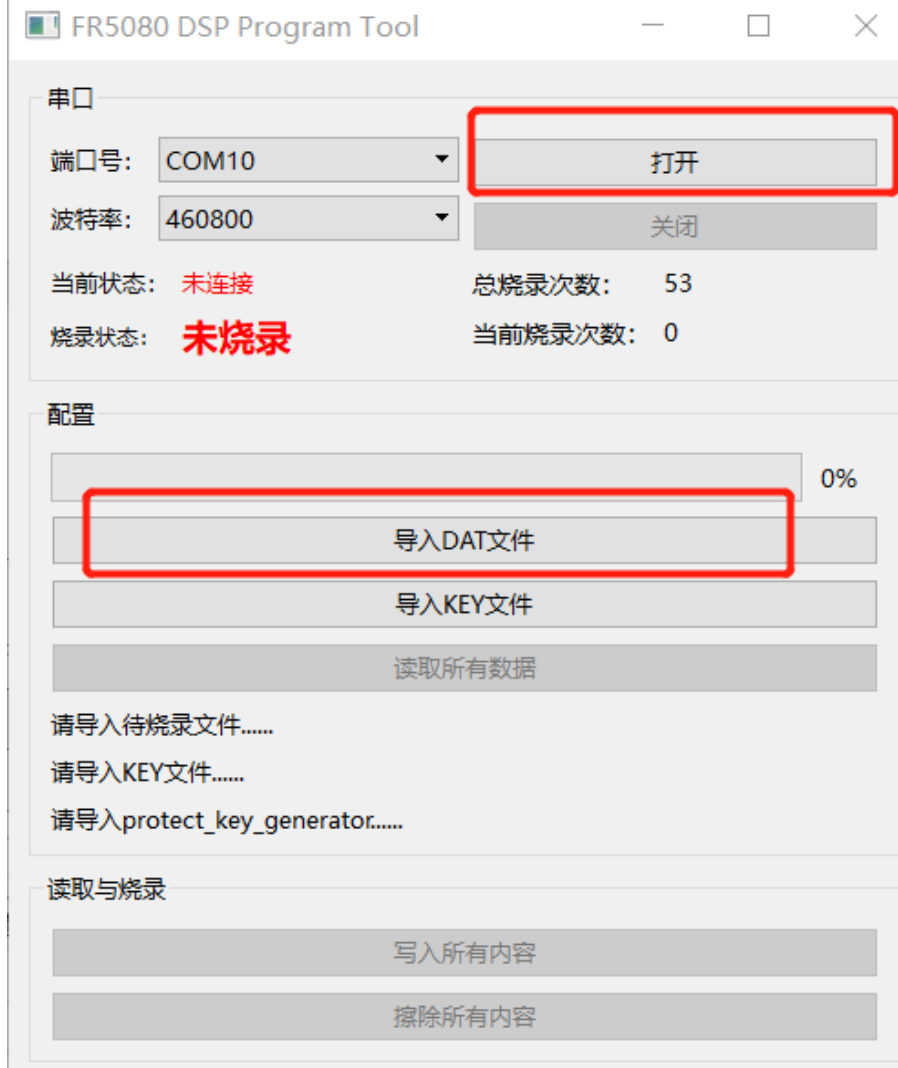 FR5080 DSP Program Tool
串口
端口号: COM10 打开
波特率: 460800 关闭
当前状态: 未连接 总烧录次数: 53
烧录状态: 未烧录 当前烧录次数: 0
配置
0%
导入DAT文件
导入KEY文件
读取所有数据
请导入待烧录文件......
请导入KEY文件......
请导入protect_key_generator......
读取与烧录
写入所有内容
擦除所有内容